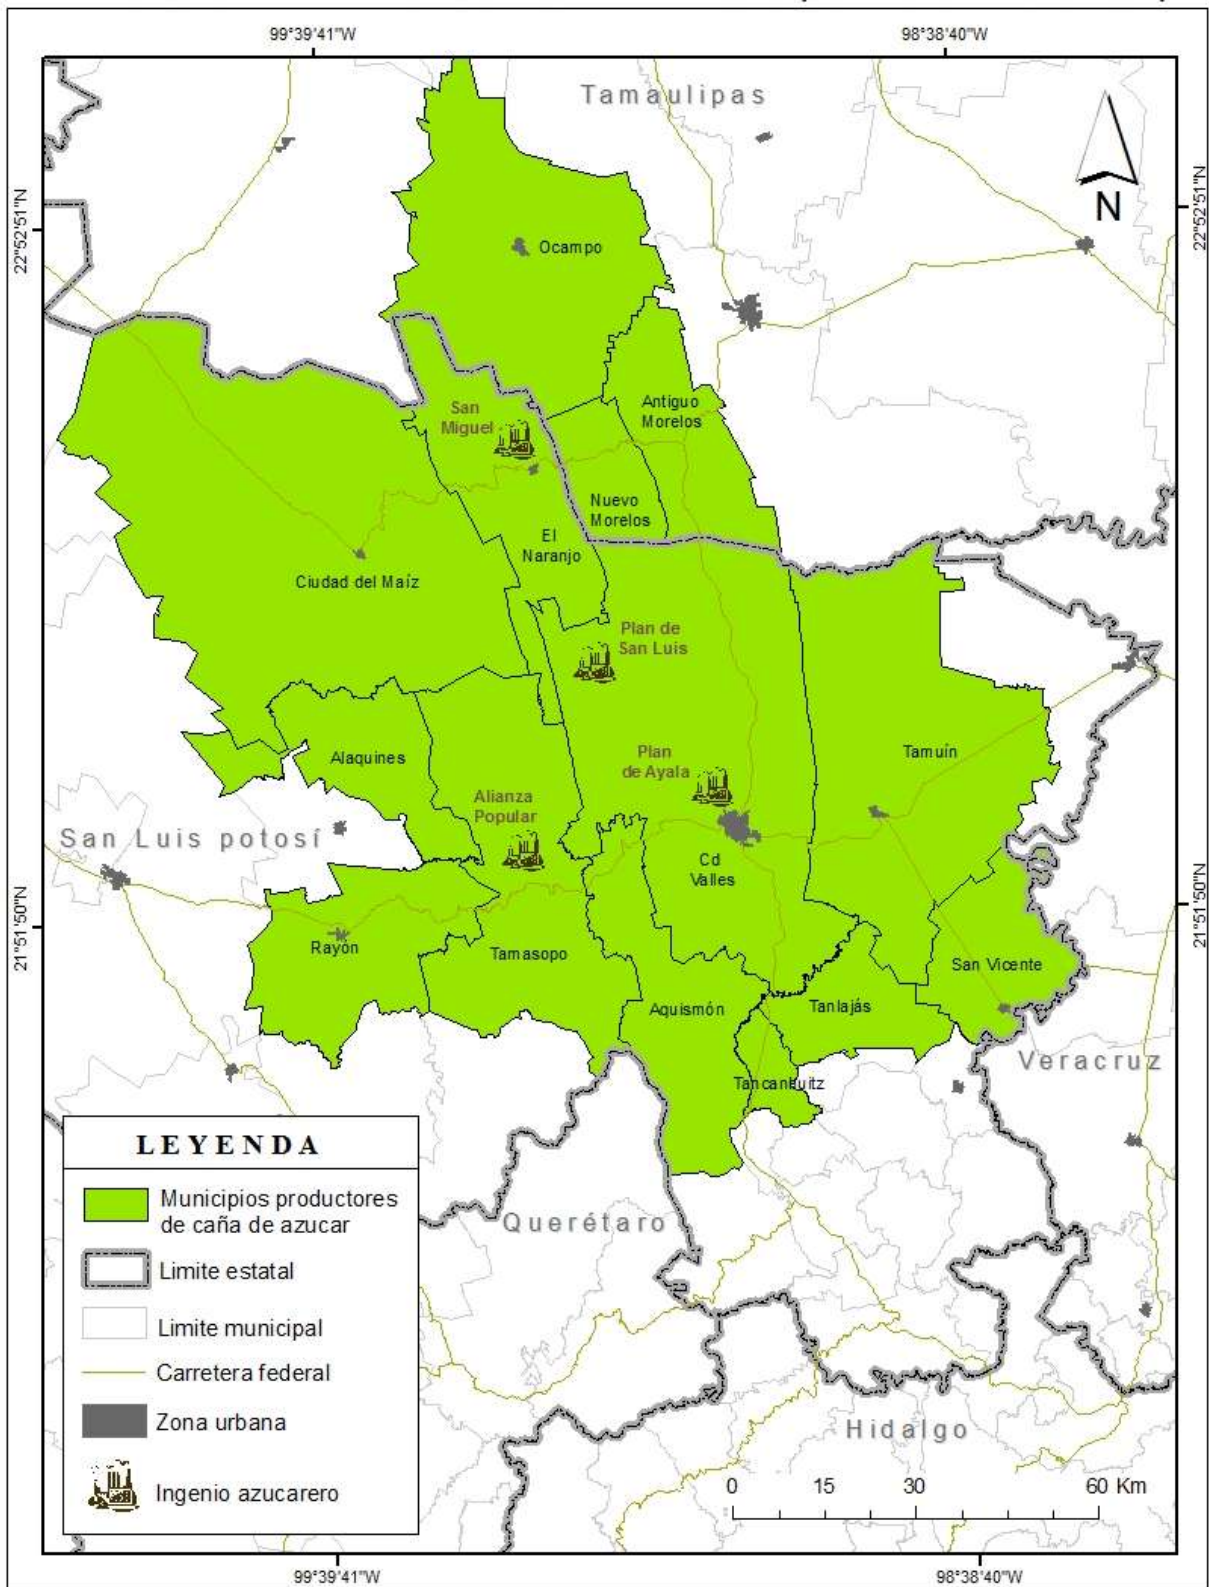 99°39'41"W
98°38'40"W
Tamaulipas
N
22°52'51"N
22°52'51"N
Ocampo
San
Miguel
Antiguo
Morelos
Nuevo
Morelos
El
Naranjo
Ciudad del Maíz
Plan de
San Luis
Alaquines
Plan
de Ayala
Tamuín
Alianza
Popular
San Luis potosí
Cd
Valles
21°51'50"N
21°51'50"N
Rayón
Tamasopo
San Vicente
Aquismón
Tanlajás
Veracruz
Tancanhuitz
LEYENDA
Municipios productores
de caña de azucar
Limite estatal
Limite municipal
Carretera federal
Zona urbana
Ingenio azucarero
Querétaro
Hidalgo
0 15 30 60 Km
99°39'41"W
98°38'40"W